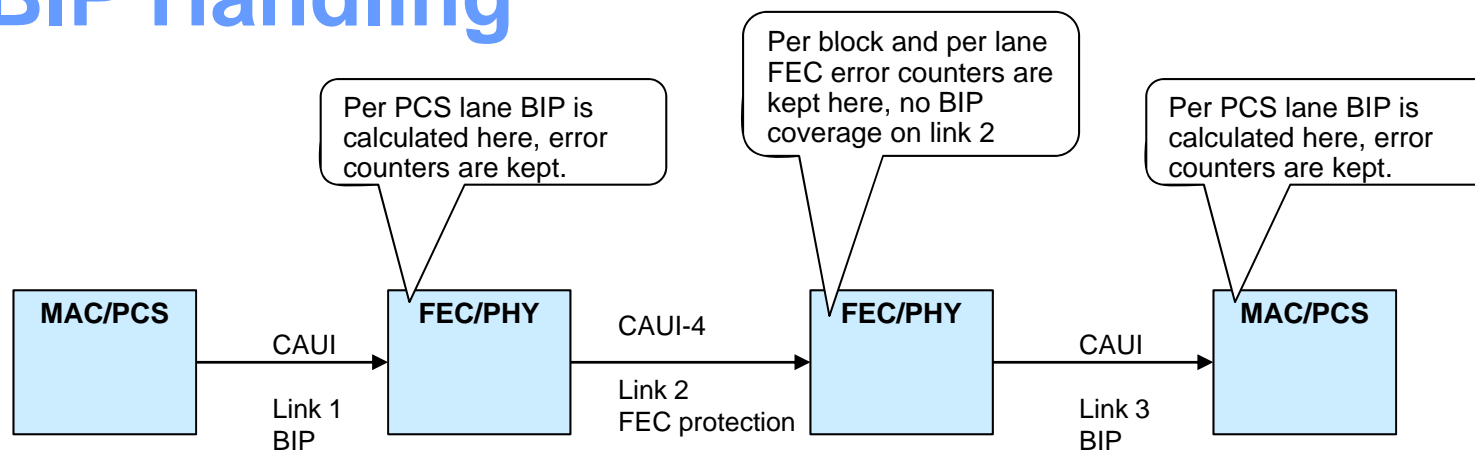 BIP Handling
Per block and per lane
FEC error counters are
kept here, no BIP
coverage on link 2
Per PCS lane BIP is
calculated here, error
counters are kept.
Per PCS lane BIP is
calculated here, error
counters are kept.
MAC/PCS
FEC/PHY
FEC/PHY
MAC/PCS
CAUI
CAUI-4
CAUI
Link 1
BIP
Link 2
FEC protection
Link 3
BIP